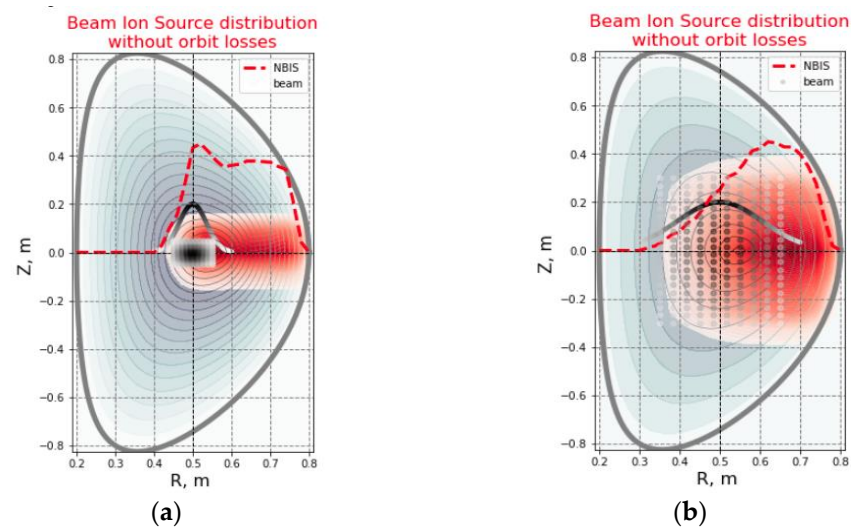 Beam Ion Source distribution
without orbit losses
NBIS
beam
0.8
0.6
0.4
0.2
0.0
−0.2
−0.4
−0.6
−0.8
Z, m
0.2 0.3 0.4 0.5 0.6 0.7 0.8
R, m
(a)
Beam Ion Source distribution
without orbit losses
NBIS
beam
0.8
0.6
0.4
0.2
0.0
−0.2
−0.4
−0.6
−0.8
Z, m
0.2 0.3 0.4 0.5 0.6 0.7 0.8
R, m
(b)